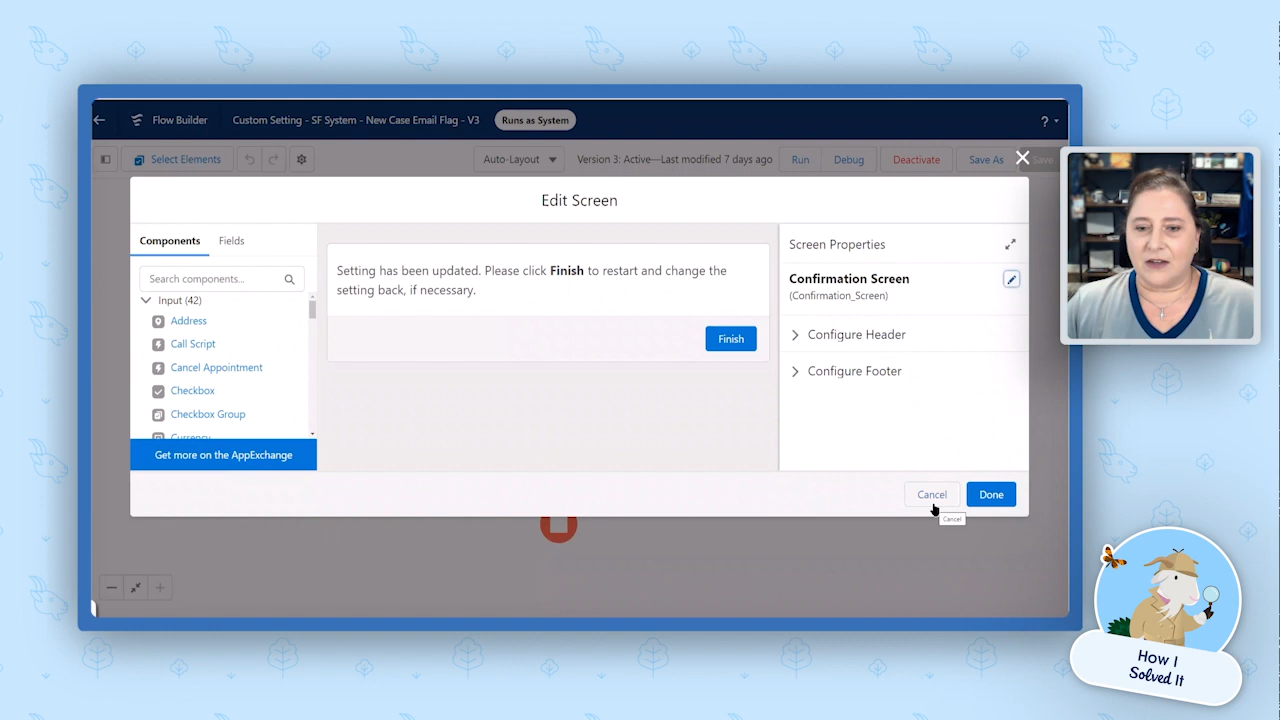 Flow Builder
Custom Setting - SF System - New Case Email Flag - V3
Runs as System
?
Select Elements
Auto-Layout
Version 3: Active—Last modified 7 days ago
Run
Debug
Deactivate
Save As
Save
Edit Screen
Components
Fields
Search components...
Input (42)
Address
Call Script
Cancel Appointment
Checkbox
Checkbox Group
Currency
Get more on the AppExchange
Setting has been updated. Please click Finish to restart and change the
setting back, if necessary.
Finish
Screen Properties
Confirmation Screen
(Confirmation_Screen)
Configure Header
Configure Footer
Cancel
Done
Cancel
How I
Solved It